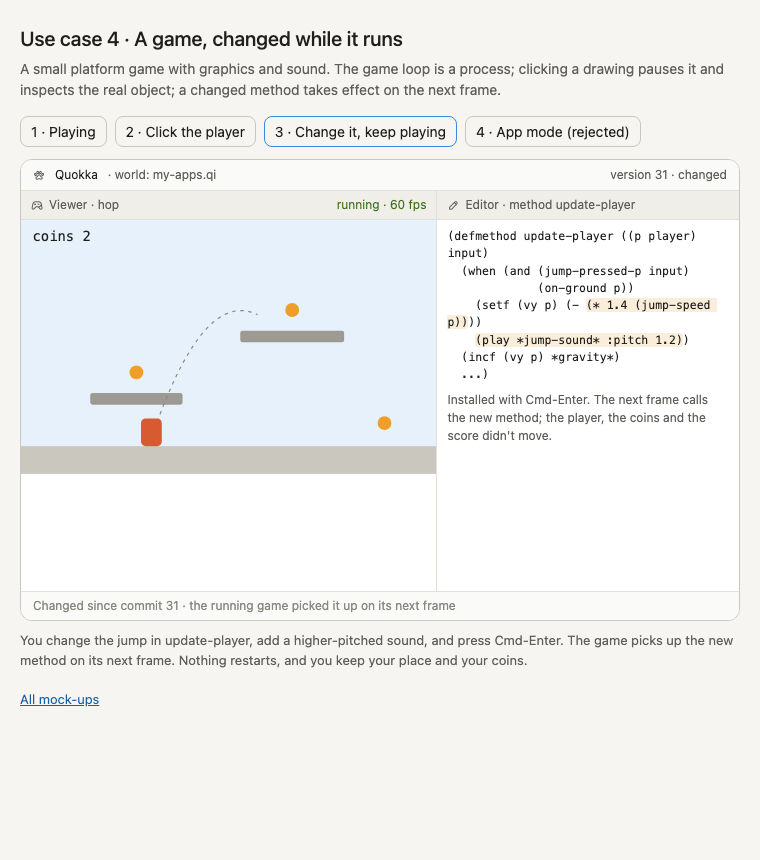 Use case 4 · A game, changed while it runs
A small platform game with graphics and sound. The game loop is a process; clicking a drawing pauses it and
inspects the real object; a changed method takes effect on the next frame.
1 · Playing
2 · Click the player
3 · Change it, keep playing
4 · App mode (rejected)
Quokka · world: my-apps.qi
version 31 · changed
Viewer · hop
running · 60 fps
Editor · method update-player
coins 2
(defmethod update-player ((p player)
input)
  (when (and (jump-pressed-p input)
             (on-ground p))
    (setf (vy p) (- (* 1.4 (jump-speed
p))))
    (play *jump-sound* :pitch 1.2))
  (incf (vy p) *gravity*)
  ...)
Installed with Cmd-Enter. The next frame calls
the new method; the player, the coins and the
score didn't move.
Changed since commit 31 · the running game picked it up on its next frame
You change the jump in update-player, add a higher-pitched sound, and press Cmd-Enter. The game picks up the new
method on its next frame. Nothing restarts, and you keep your place and your coins.
All mock-ups